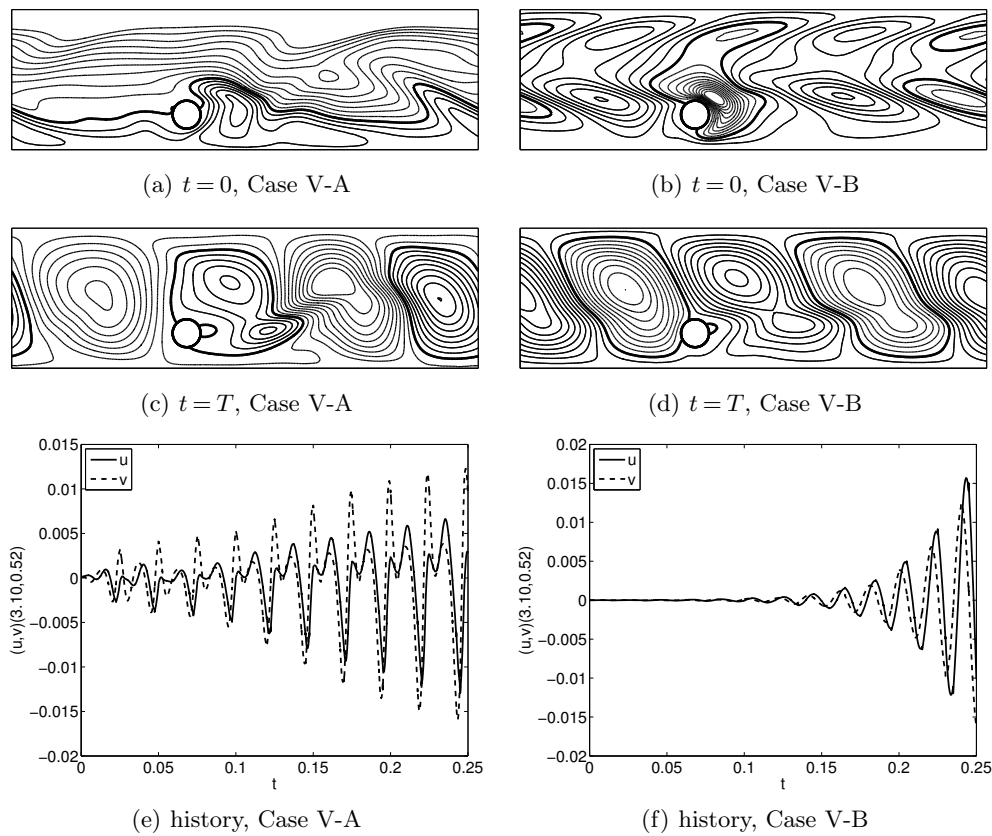 (a) t = 0, Case V-A
(b) t = 0, Case V-B
(c) t = T, Case V-A
(d) t = T, Case V-B
0.015
0.01
0.005
0
−0.005
−0.01
−0.015
−0.02
(u,v)(3.10,0.52)
u
v
0 0.05 0.1 0.15 0.2 0.25
t
(e) history, Case V-A
0.02
0.015
0.01
0.005
0
−0.005
−0.01
−0.015
−0.02
(u,v)(3.10,0.52)
u
v
0 0.05 0.1 0.15 0.2 0.25
t
(f) history, Case V-B